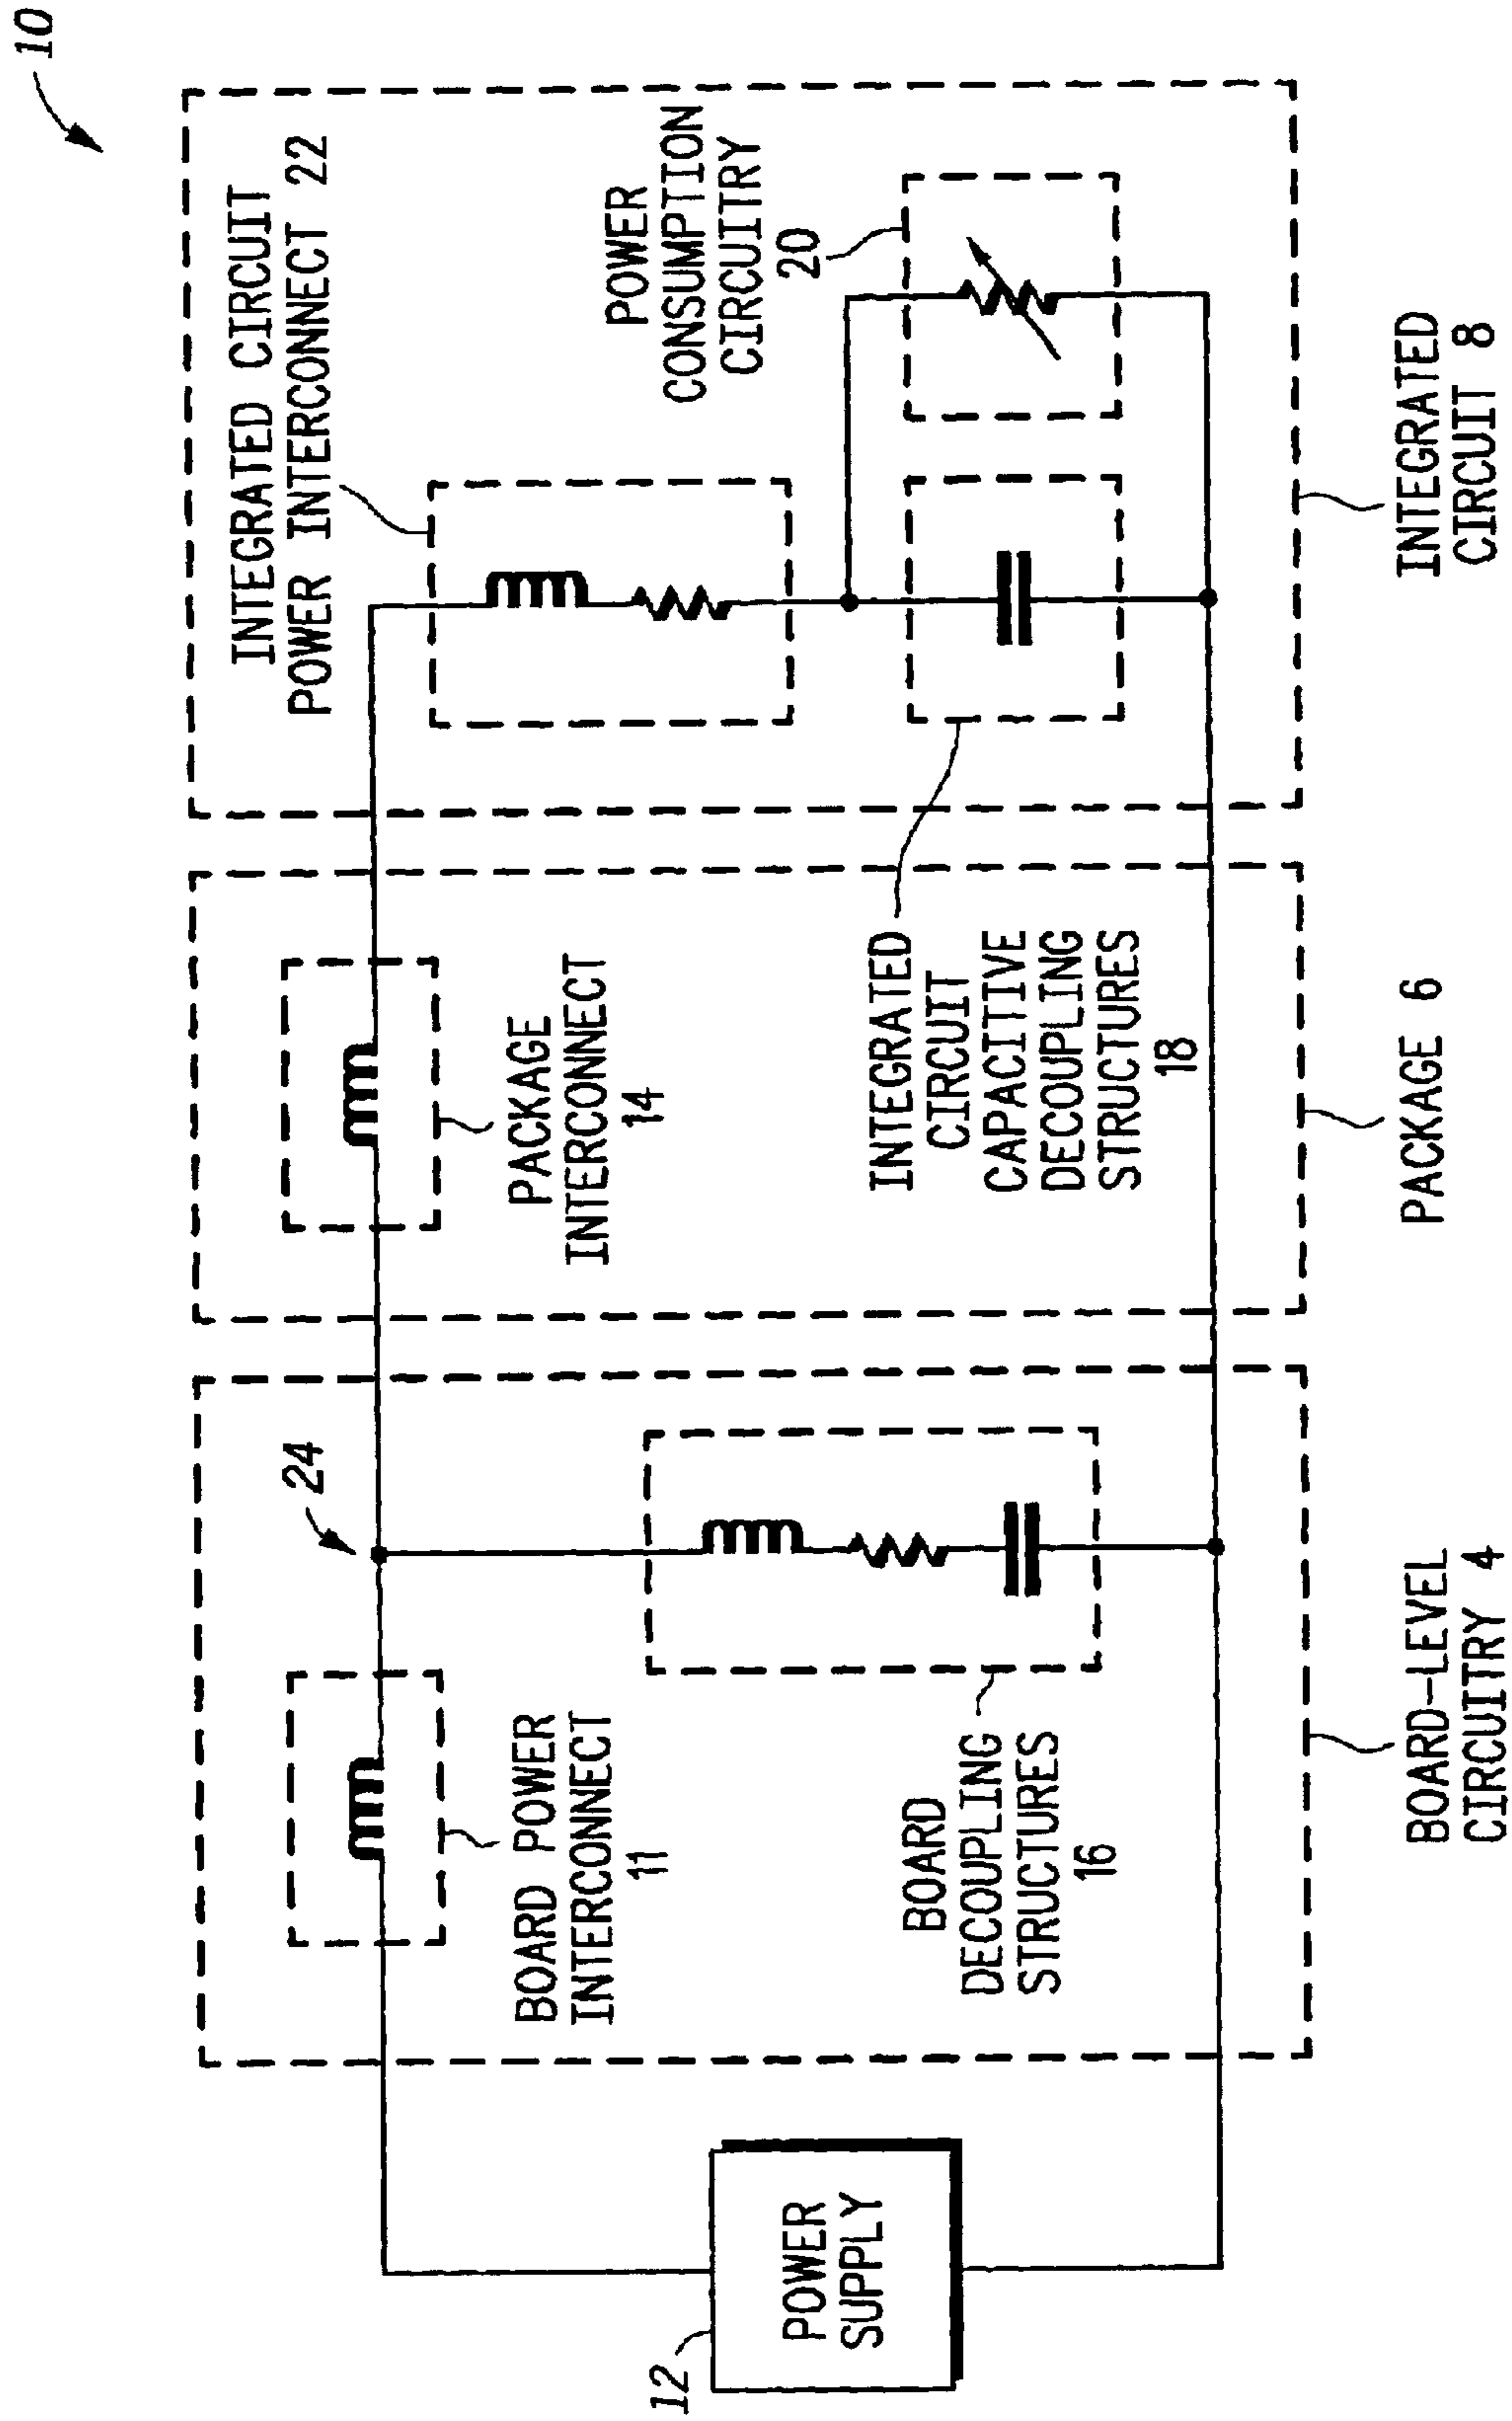 10
INTEGRATED CIRCUIT
POWER INTERCONNECT 22
POWER
CONSUMPTION
CIRCUITRY
20
24
PACKAGE
INTERCONNECT
14
BOARD POWER
INTERCONNECT
11
INTEGRATED
CIRCUIT
CAPACITIVE
DECOUPLING
STRUCTURES
18
BOARD
DECOUPLING
STRUCTURES
16
12
POWER
SUPPLY
BOARD-LEVEL
CIRCUITRY 4
PACKAGE 6
INTEGRATED
CIRCUIT 8